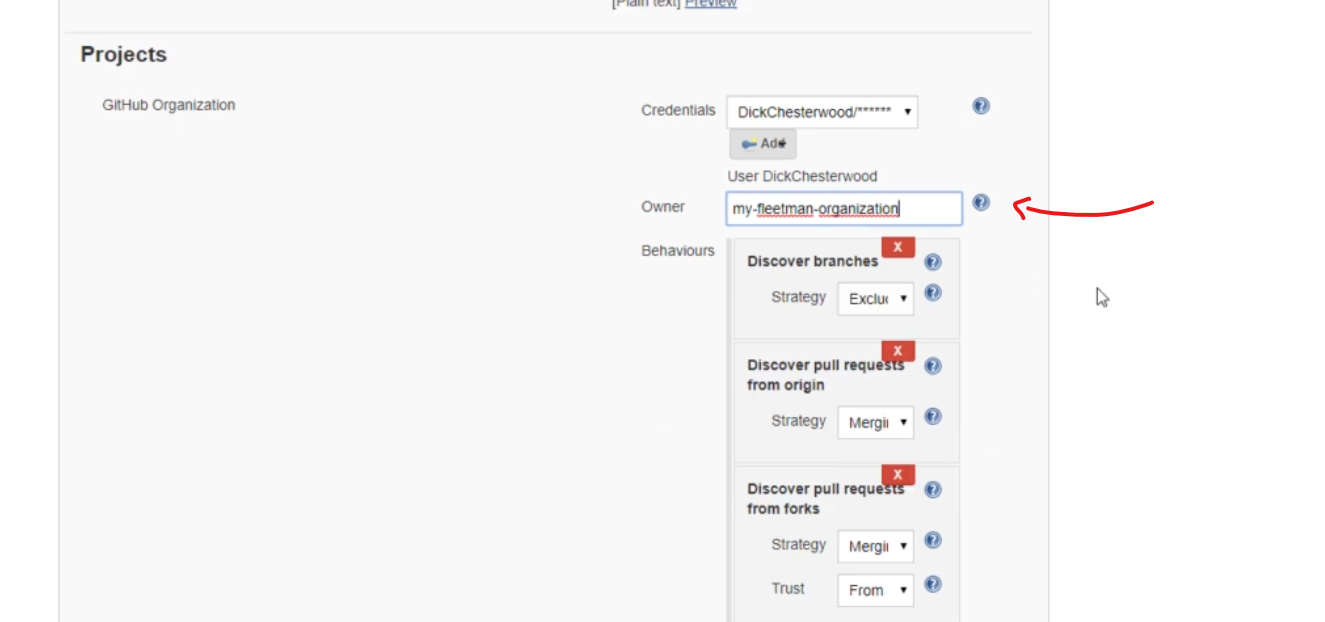 [Plain text] Preview
Projects
GitHub Organization
Credentials
DickChesterwood/******
Add
User DickChesterwood
Owner
my-fleetman-organization
Behaviours
X
Discover branches
Strategy
Exclu
X
Discover pull requests
from origin
Strategy
Mergi
X
Discover pull requests
from forks
Strategy
Mergi
Trust
From